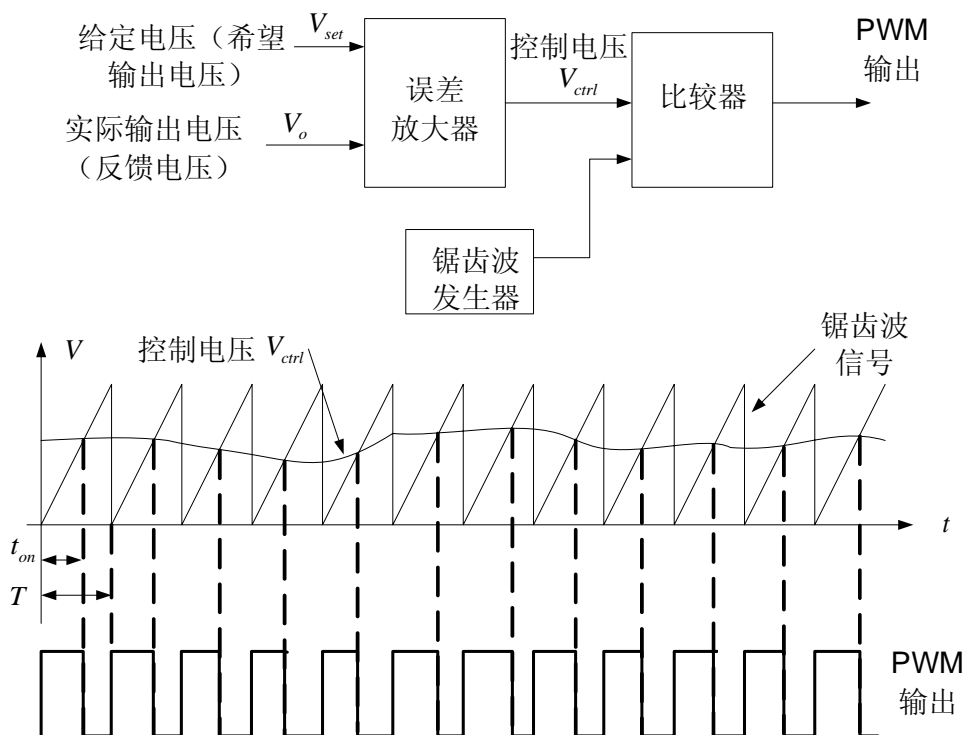 给定电压（希望
输出电压）
V_set
实际输出电压
（反馈电压）
V_o
误差
放大器
控制电压
V_ctrl
比较器
PWM
输出
锯齿波
发生器
V
控制电压 V_ctrl
锯齿波
信号
t
t_on
T
PWM
输出